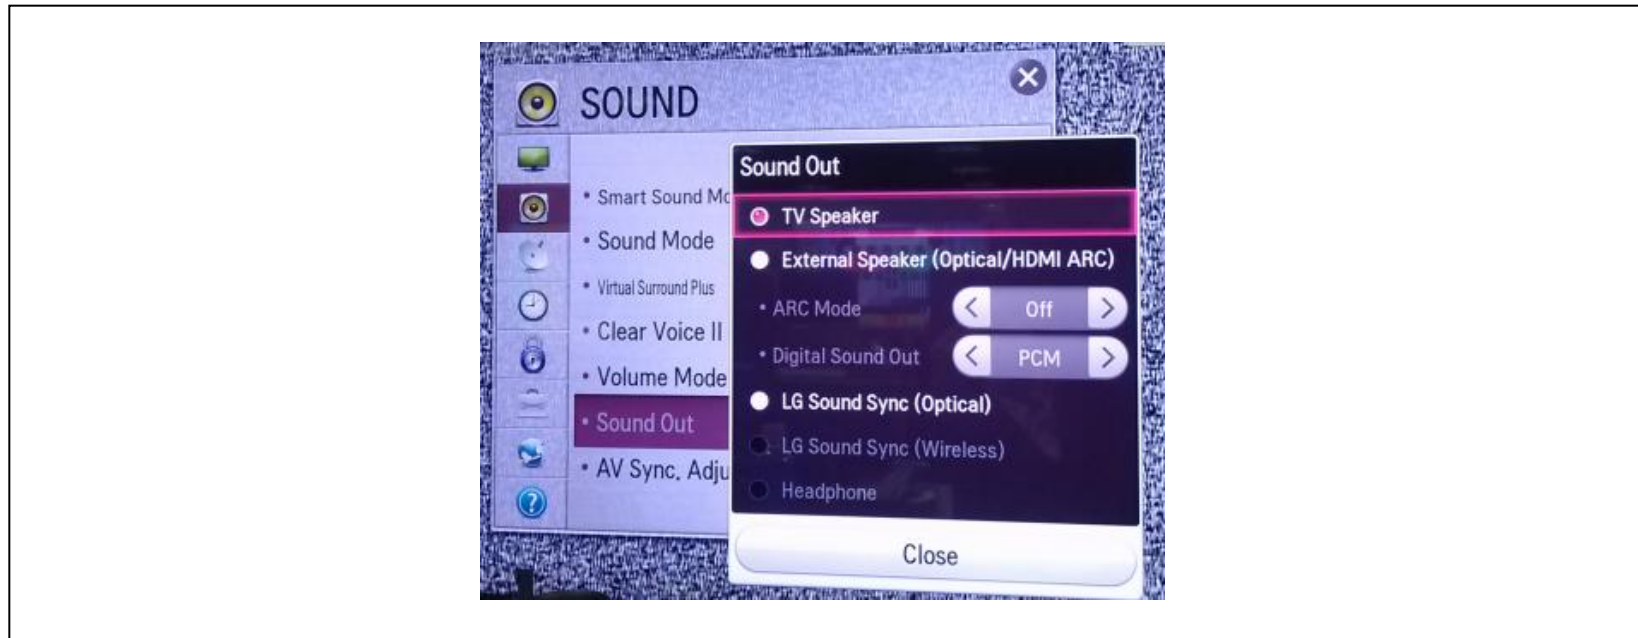 SOUND
• Smart Sound Mo
• Sound Mode
• Virtual Surround Plus
• Clear Voice II
• Volume Mode
• Sound Out
• AV Sync. Adju
Sound Out
TV Speaker
External Speaker (Optical/HDMI ARC)
• ARC Mode < Off >
• Digital Sound Out < PCM >
LG Sound Sync (Optical)
LG Sound Sync (Wireless)
Headphone
Close